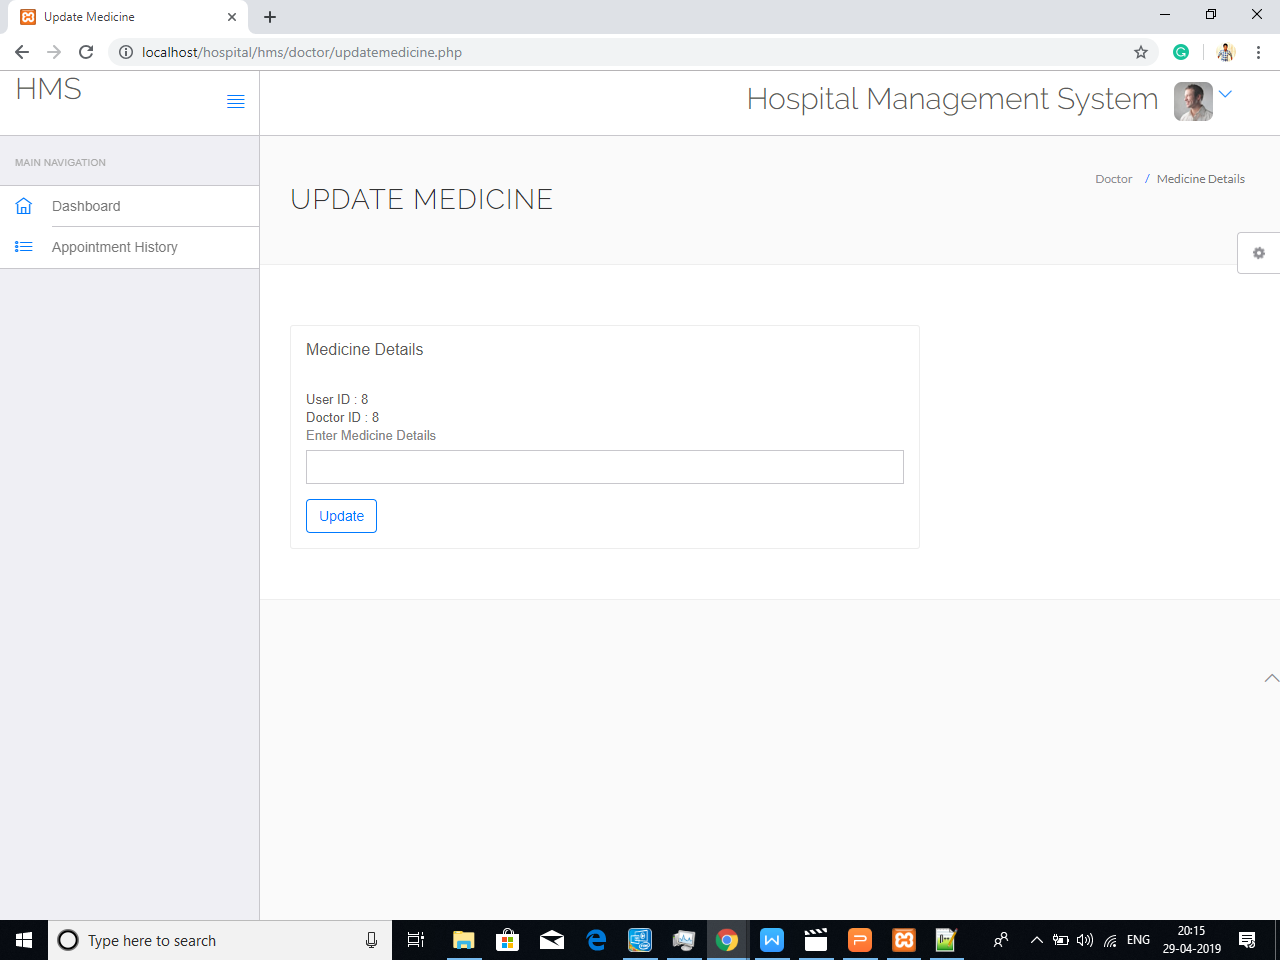 Update Medicine
localhost/hospital/hms/doctor/updatemedicine.php
HMS
Hospital Management System
MAIN NAVIGATION
Dashboard
Appointment History
UPDATE MEDICINE
Doctor / Medicine Details
Medicine Details
User ID : 8
Doctor ID : 8
Enter Medicine Details
Update
Type here to search
ENG
20:15
29-04-2019